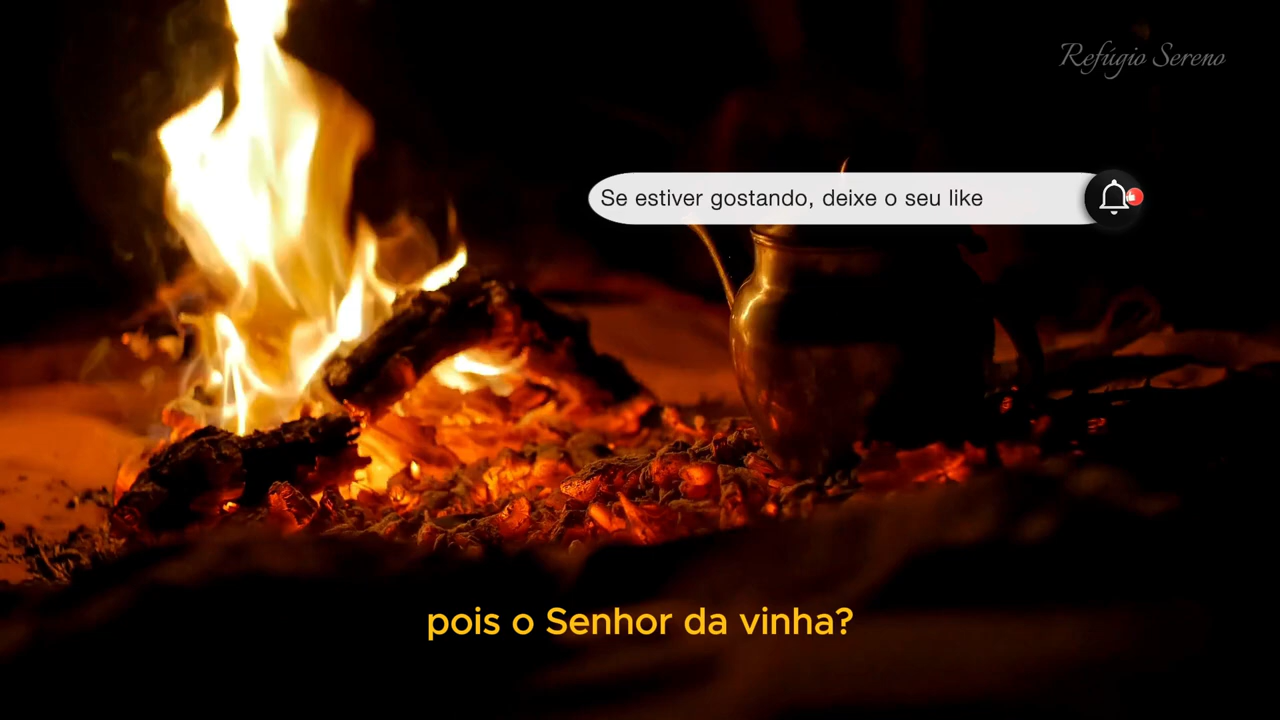 Refúgio Sereno
Se estiver gostando, deixe o seu like
pois o Senhor da vinha?